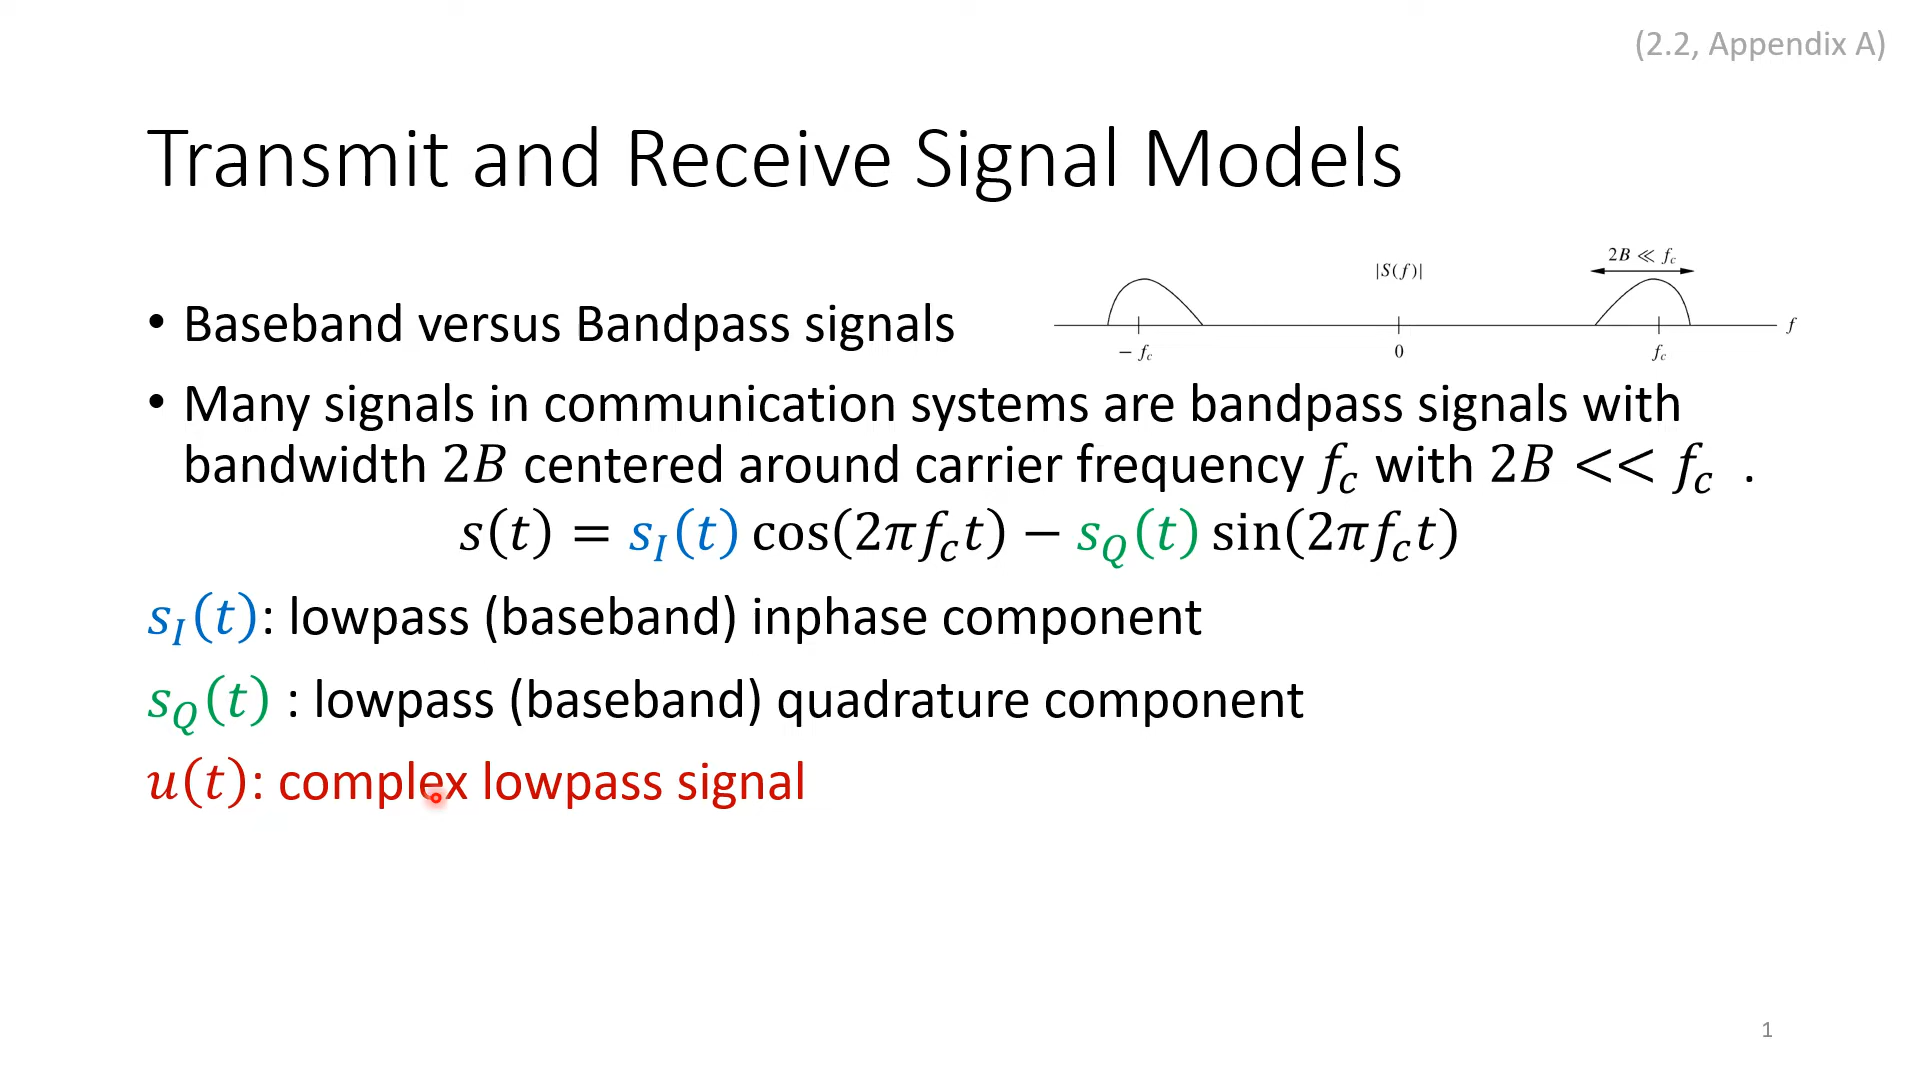 (2.2, Appendix A)
Transmit and Receive Signal Models
2B ≪ f_c
|S(f)|
• Baseband versus Bandpass signals
f
− f_c
0
f_c
• Many signals in communication systems are bandpass signals with
bandwidth 2B centered around carrier frequency f_c with 2B << f_c .
s(t) = s_I(t) cos(2πf_ct) − s_Q(t) sin(2πf_ct)
s_I(t): lowpass (baseband) inphase component
s_Q(t) : lowpass (baseband) quadrature component
u(t): complex lowpass signal
1